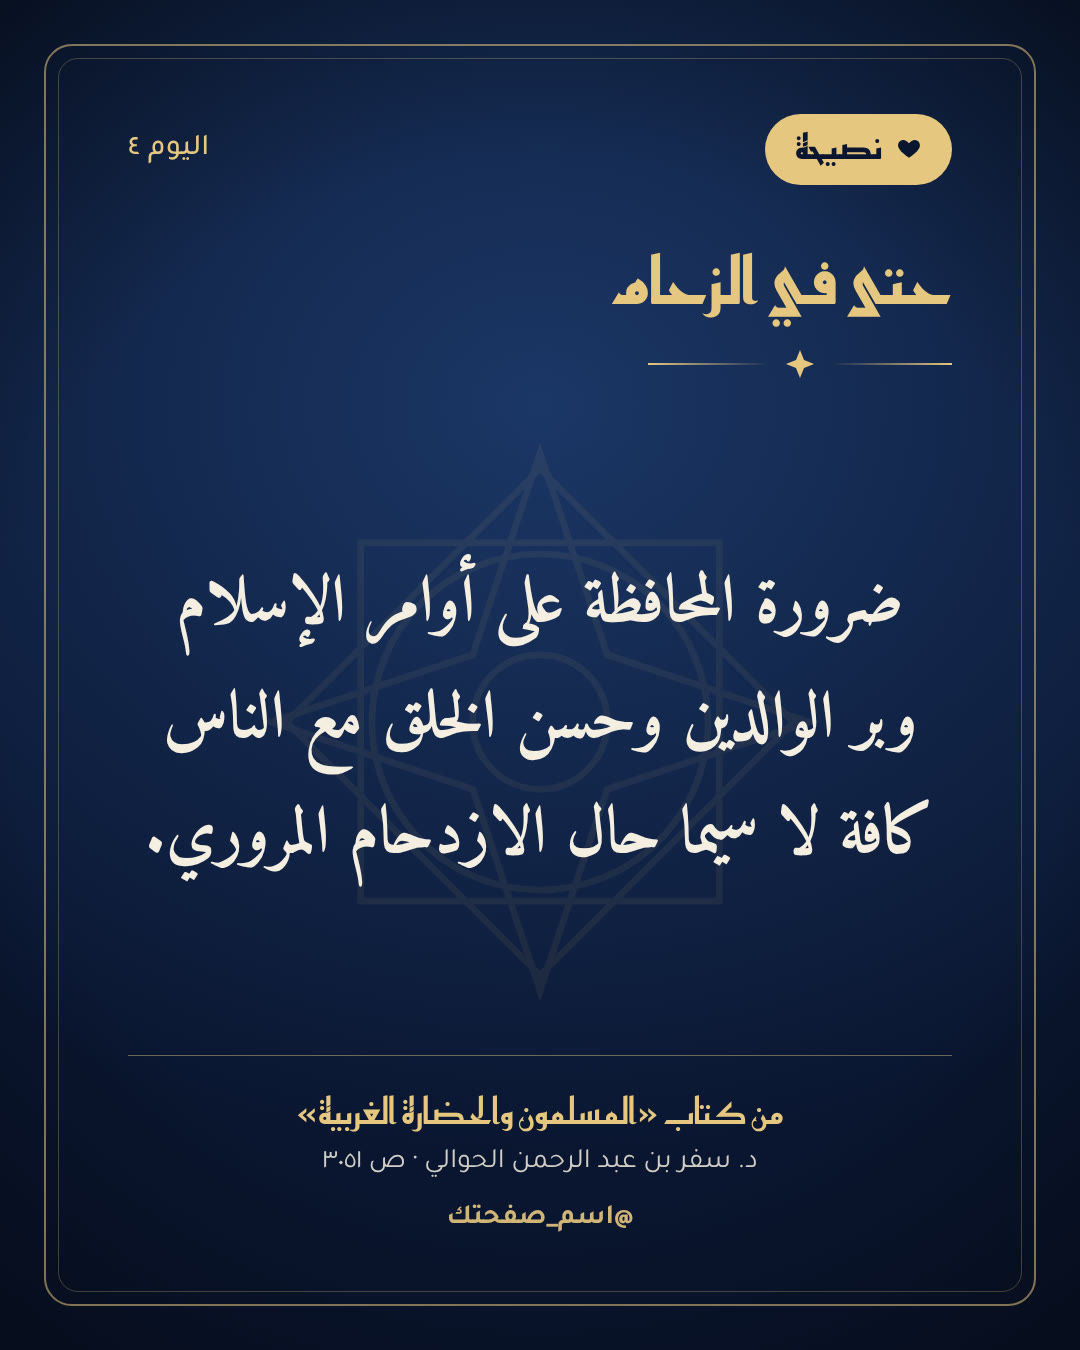 نصيحة
اليوم ٤
حتى في الزحام
ضرورة المحافظة على أوامر الإسلام
وبر الوالدين وحسن الخلق مع الناس
كافة لا سيما حال الازدحام المروري.
من كتاب «المسلمون والحضارة الغربية»
د. سفر بن عبد الرحمن الحوالي · ص ٣٠٥١
@اسم_صفحتك